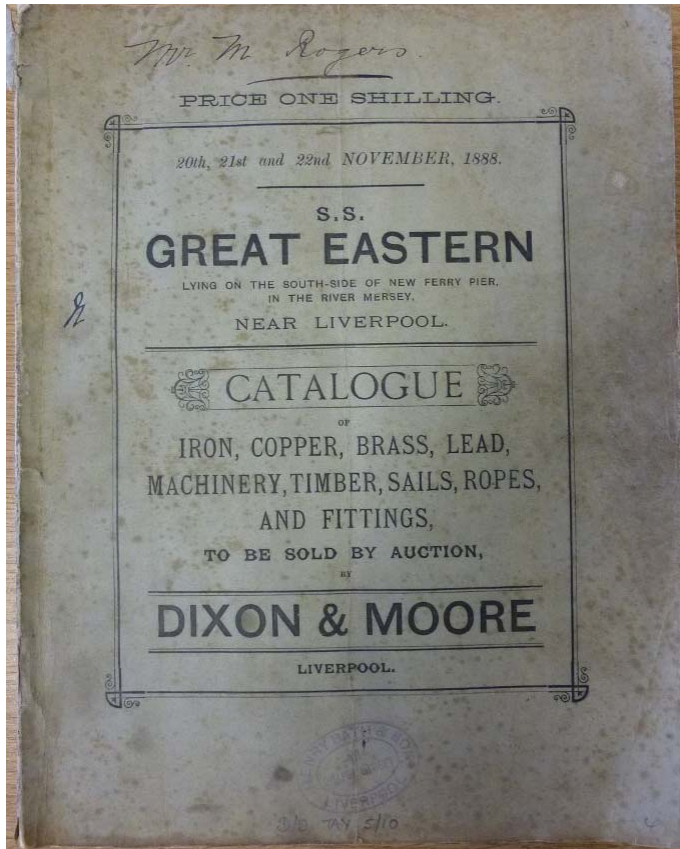 Mr. M Rogers.
PRICE ONE SHILLING.
20th, 21st and 22nd NOVEMBER, 1888.
S.S.
GREAT EASTERN
LYING ON THE SOUTH-SIDE OF NEW FERRY PIER,
IN THE RIVER MERSEY,
NEAR LIVERPOOL.
CATALOGUE
OF
IRON, COPPER, BRASS, LEAD,
MACHINERY, TIMBER, SAILS, ROPES,
AND FITTINGS,
TO BE SOLD BY AUCTION,
BY
DIXON & MOORE
LIVERPOOL.
HENRY BATH &
LIVERPOOL
TAY 5/10